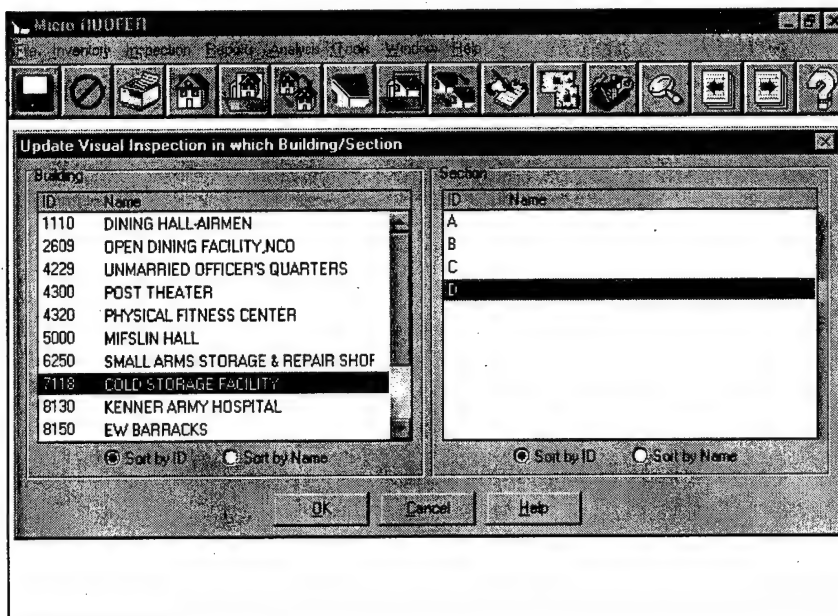 Micro ROOFER
File Inventory Inspection Reports Analysis Tools Window Help
Update Visual Inspection in which Building/Section
Building
ID Name
1110 DINING HALL-AIRMEN
2609 OPEN DINING FACILITY,NCO
4229 UNMARRIED OFFICER'S QUARTERS
4300 POST THEATER
4320 PHYSICAL FITNESS CENTER
5000 MIFSLIN HALL
6250 SMALL ARMS STORAGE & REPAIR SHOF
7118 COLD STORAGE FACILITY
8130 KENNER ARMY HOSPITAL
8150 EW BARRACKS
Sort by ID Sort by Name
Section
ID Name
A
B
C
D
Sort by ID Sort by Name
OK Cancel Help